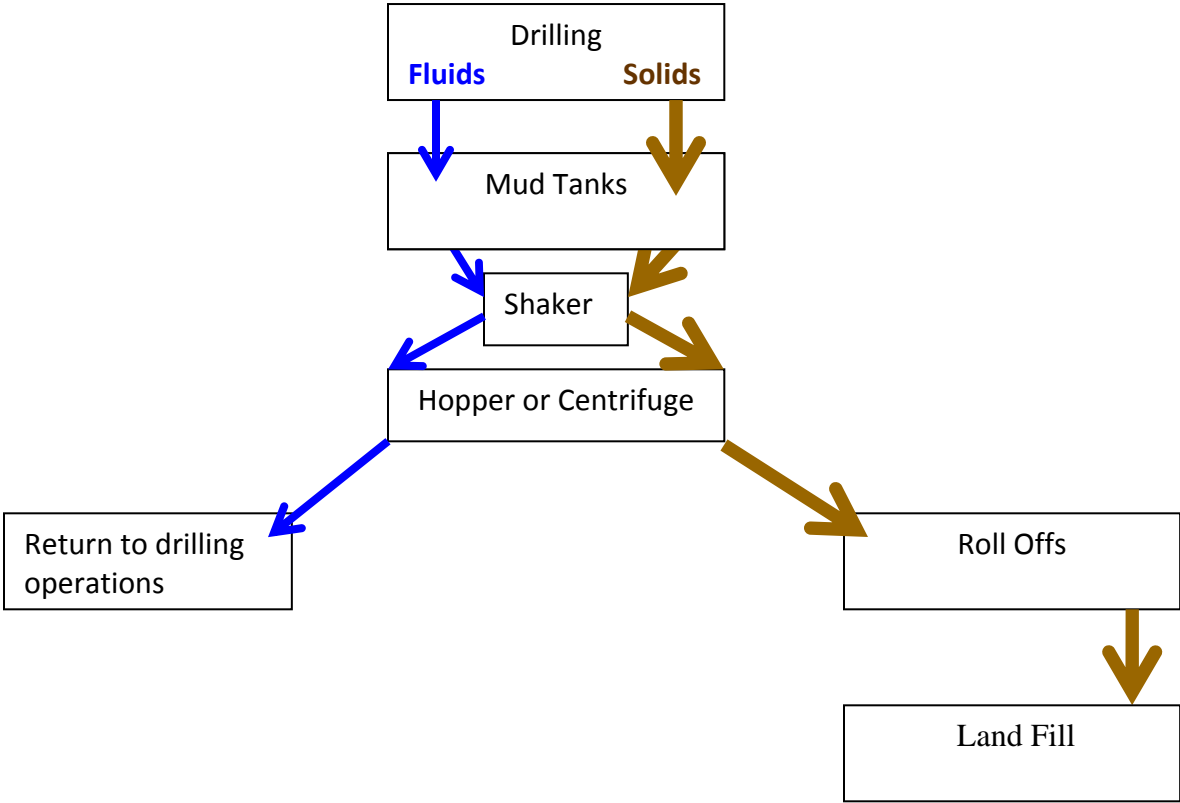 Drilling
Fluids Solids
Mud Tanks
Shaker
Hopper or Centrifuge
Return to drilling
operations
Roll Offs
Land Fill